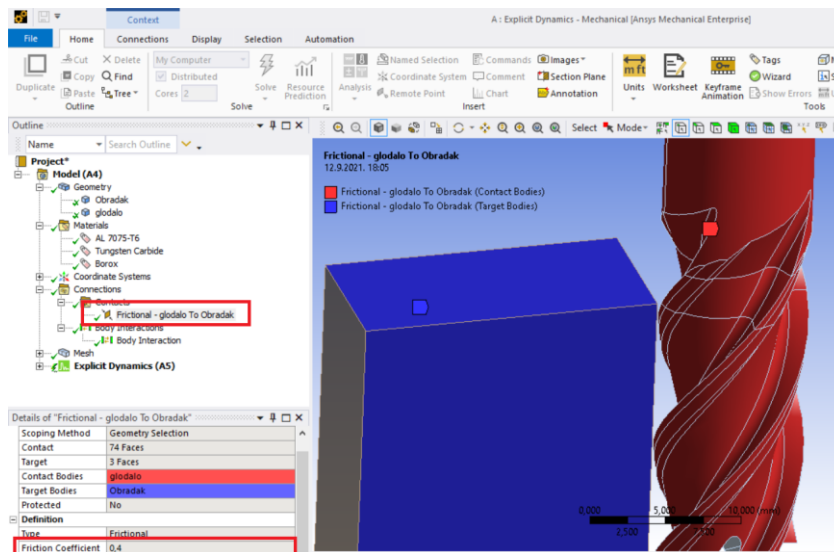 Context
A : Explicit Dynamics - Mechanical [Ansys Mechanical Enterprise]
File Home Connections Display Selection Automation
Duplicate
Cut
Copy
Paste
Delete
Find
Tree
Outline
My Computer
Distributed
Cores 2
Solve
Resource Prediction
Solve
Analysis
Named Selection
Coordinate System
Remote Point
Commands
Comment
Chart
Images
Section Plane
Annotation
Insert
Units
Worksheet
Keyframe Animation
Tags
Wizard
Show Errors
Tools
Outline
Name Search Outline
Project*
Model (A4)
Geometry
Obradak
glodalo
Materials
AL 7075-T6
Tungsten Carbide
Borox
Coordinate Systems
Connections
Contacts
Frictional - glodalo To Obradak
Body Interactions
Body Interaction
Mesh
Explicit Dynamics (A5)
Details of "Frictional - glodalo To Obradak"
Scoping Method Geometry Selection
Contact 74 Faces
Target 3 Faces
Contact Bodies glodalo
Target Bodies Obradak
Protected No
Definition
Type Frictional
Friction Coefficient 0,4
Select Mode
Frictional - glodalo To Obradak
12.9.2021. 18:05
Frictional - glodalo To Obradak (Contact Bodies)
Frictional - glodalo To Obradak (Target Bodies)
0,000 5,000 10,000 (mm)
2,500 7,500